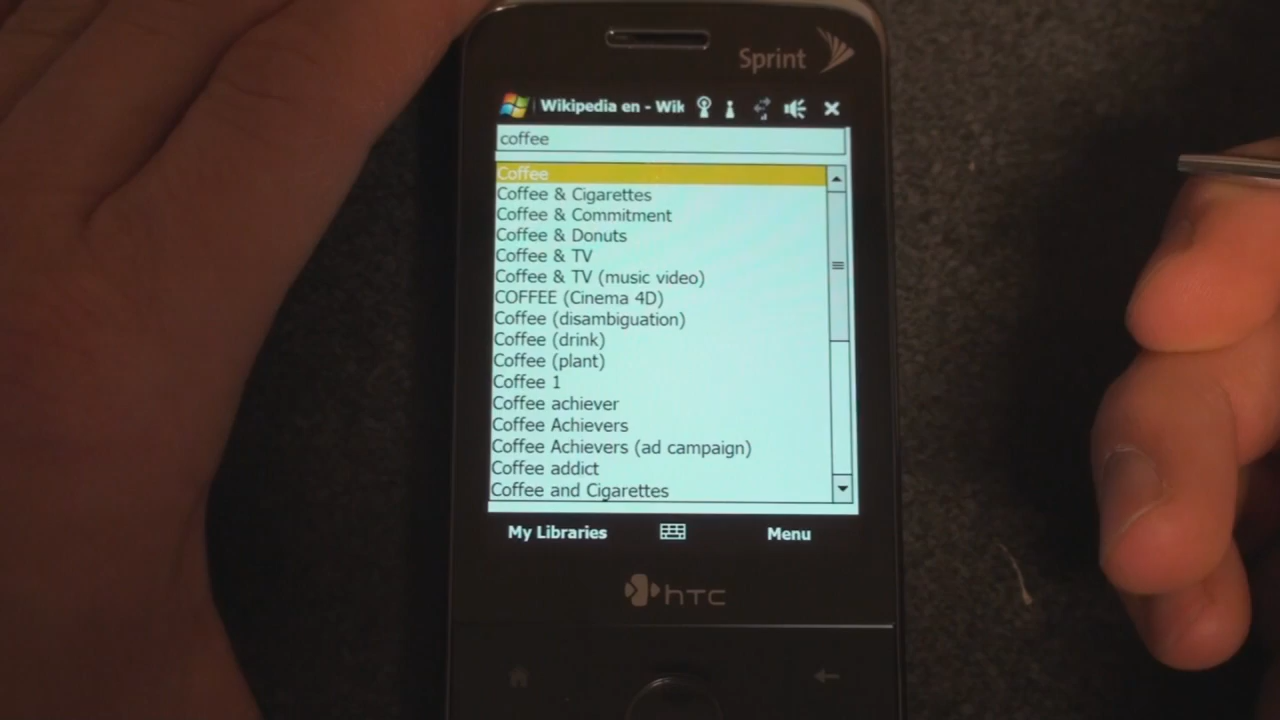 Sprint
Wikipedia en - Wik
coffee
Coffee
Coffee & Cigarettes
Coffee & Commitment
Coffee & Donuts
Coffee & TV
Coffee & TV (music video)
COFFEE (Cinema 4D)
Coffee (disambiguation)
Coffee (drink)
Coffee (plant)
Coffee 1
Coffee achiever
Coffee Achievers
Coffee Achievers (ad campaign)
Coffee addict
Coffee and Cigarettes
My Libraries Menu
hTC